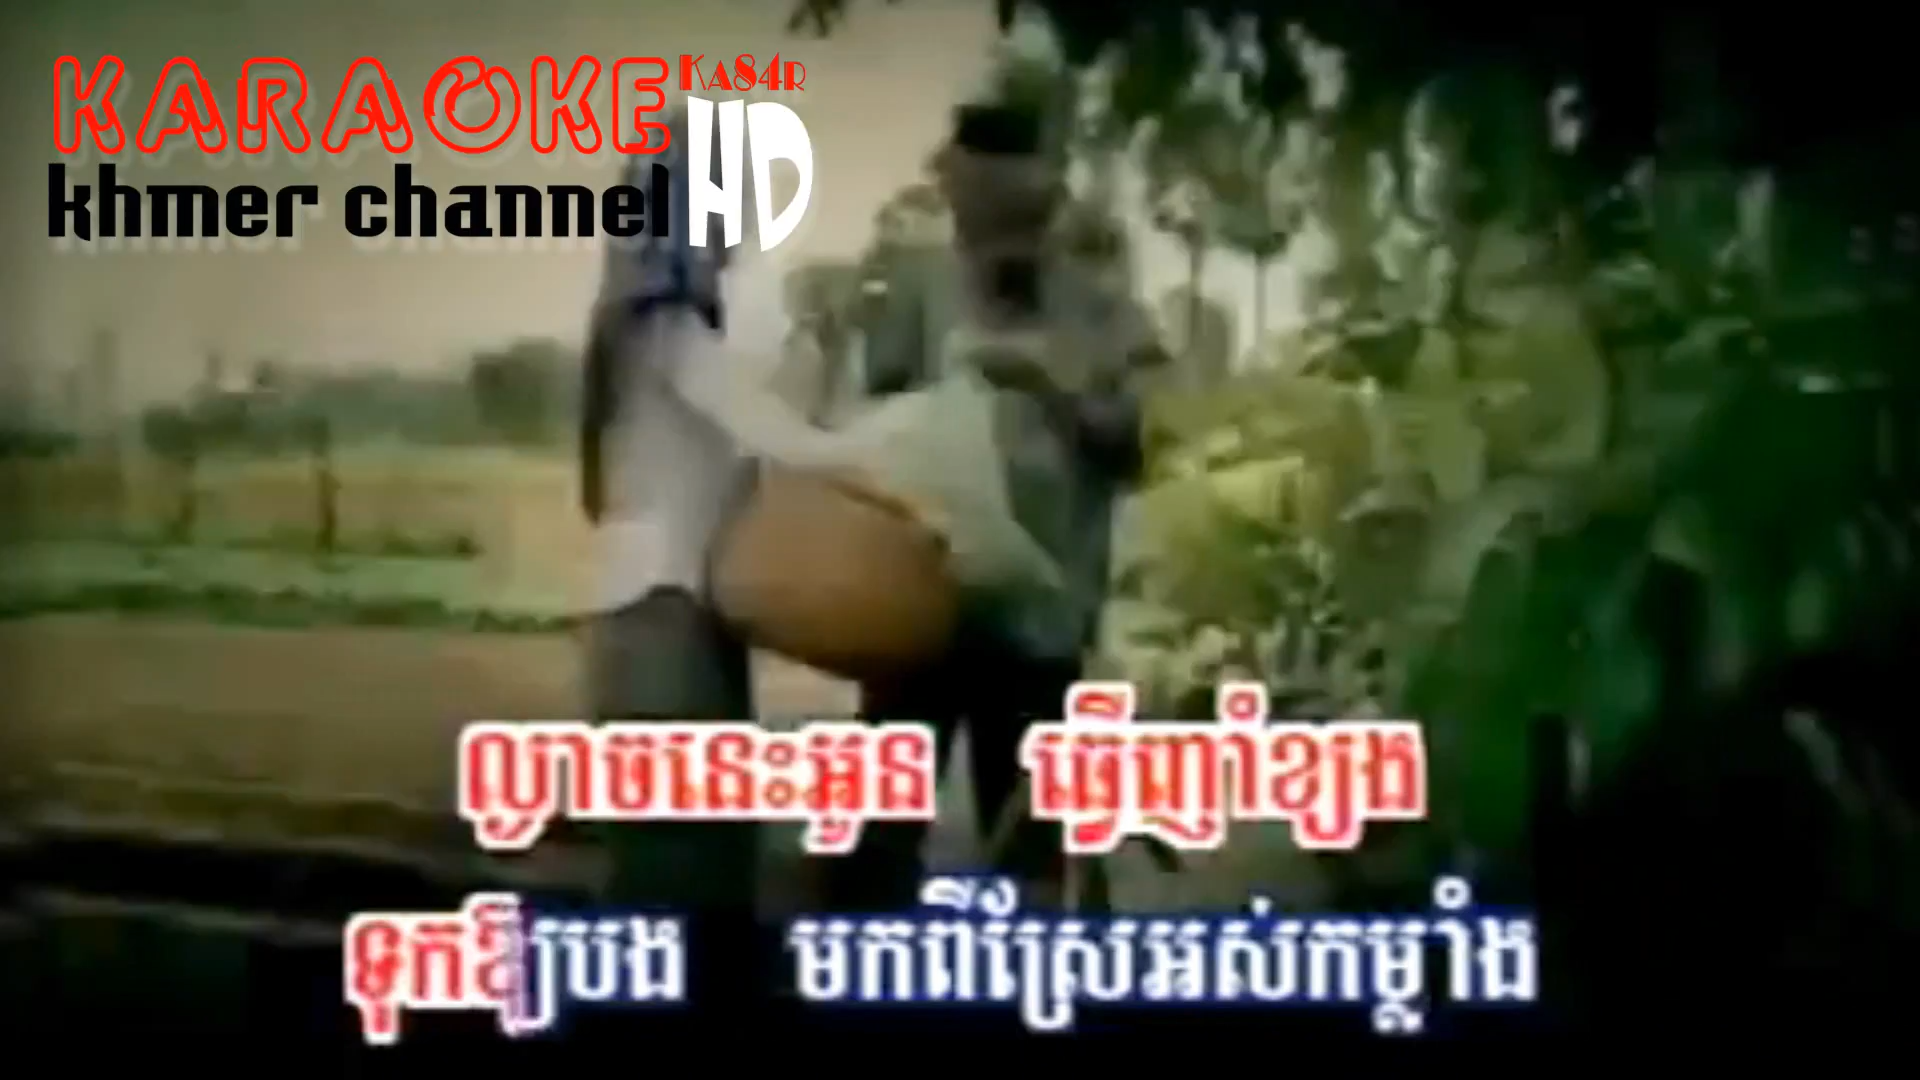 KARAOKE Ka84r
khmer channel HD
ល្ងាចនេះអូន ធ្វើញាំខ្យង
ទុកឱ្យបង មកពីស្រែអស់កម្លាំង